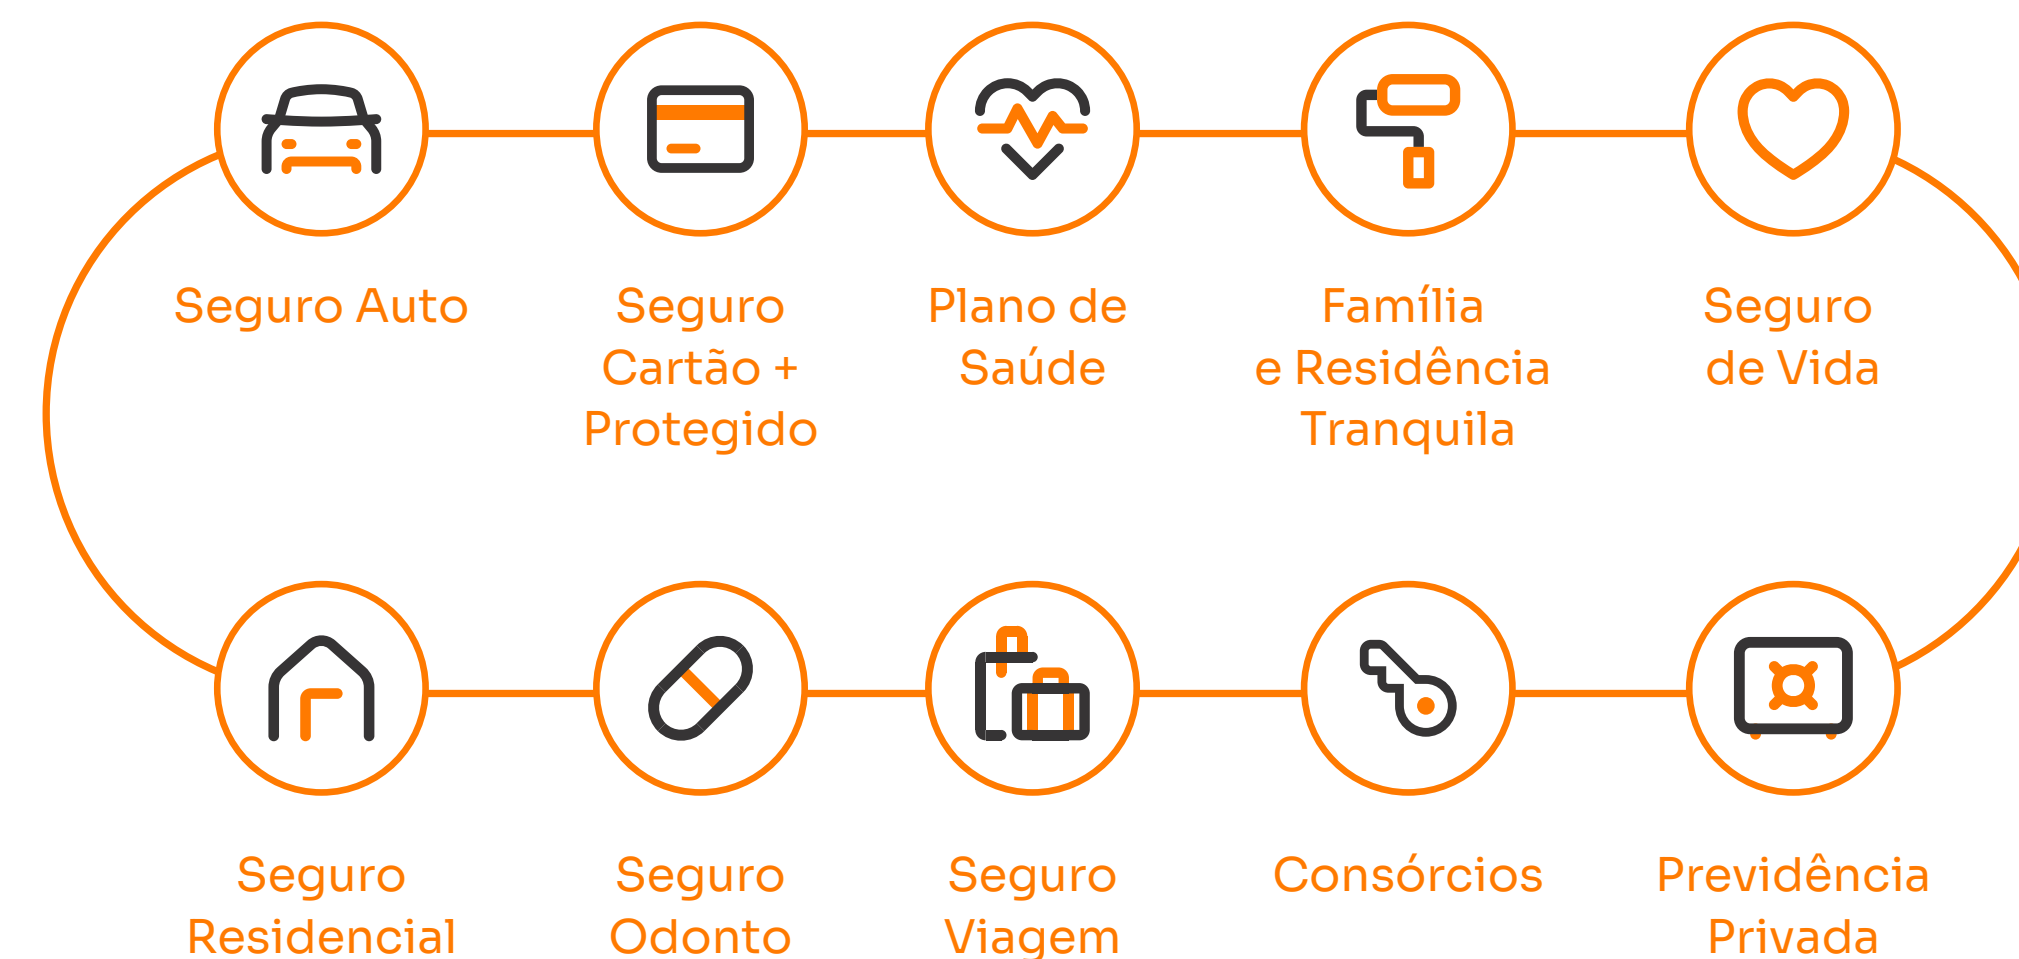 Seguro Auto
Seguro
Cartão +
Protegido
Plano de
Saúde
Família
e Residência
Tranquila
Seguro
de Vida
Seguro
Residencial
Seguro
Odonto
Seguro
Viagem
Consórcios
Previdência
Privada